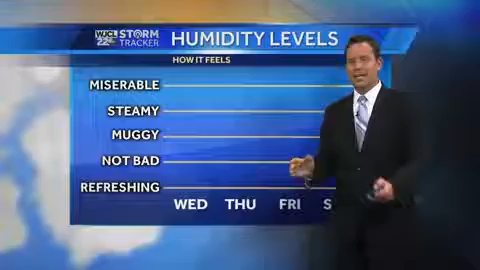 WJCL 22 STORM TRACKER HUMIDITY LEVELS
HOW IT FEELS
MISERABLE
STEAMY
MUGGY
NOT BAD
REFRESHING
WED THU FRI S